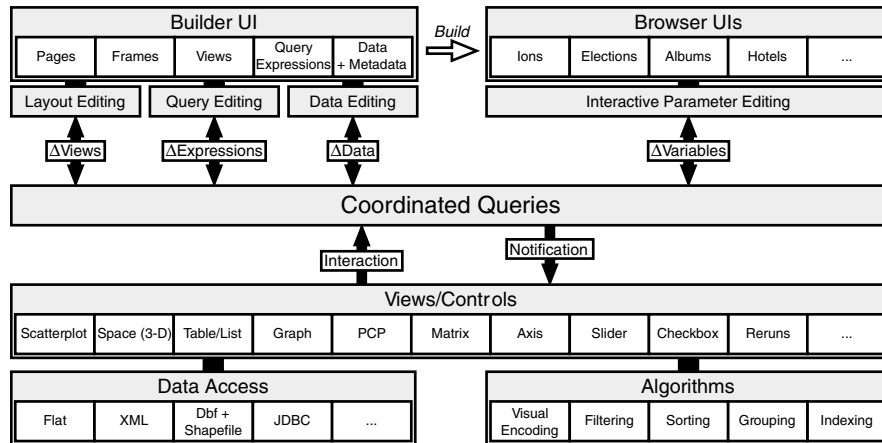 Builder UI
Build
Browser UIs
Pages
Frames
Views
Query
Expressions
Data
+ Metadata
Ions
Elections
Albums
Hotels
...
Layout Editing
Query Editing
Data Editing
Interactive Parameter Editing
ΔViews
ΔExpressions
ΔData
ΔVariables
Coordinated Queries
Interaction
Notification
Views/Controls
Scatterplot
Space (3-D)
Table/List
Graph
PCP
Matrix
Axis
Slider
Checkbox
Reruns
...
Data Access
Algorithms
Flat
XML
Dbf +
Shapefile
JDBC
...
Visual
Encoding
Filtering
Sorting
Grouping
Indexing